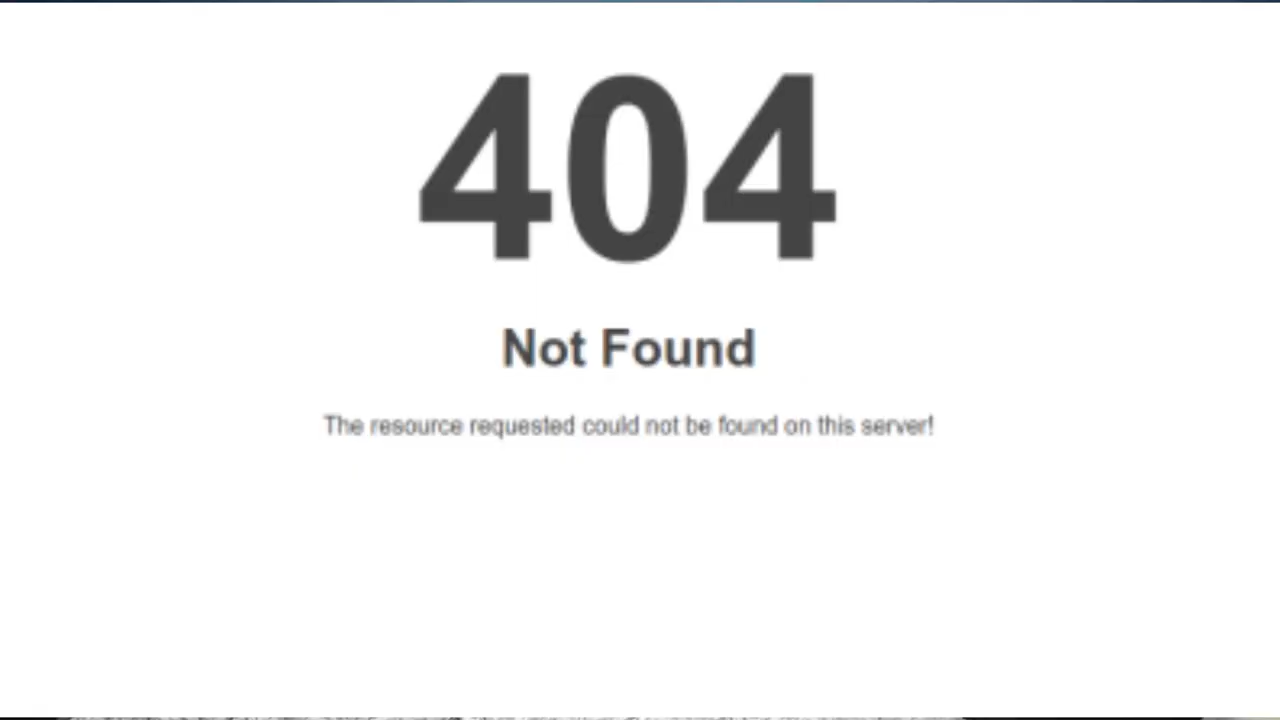 404
Not Found
The resource requested could not be found on this server!